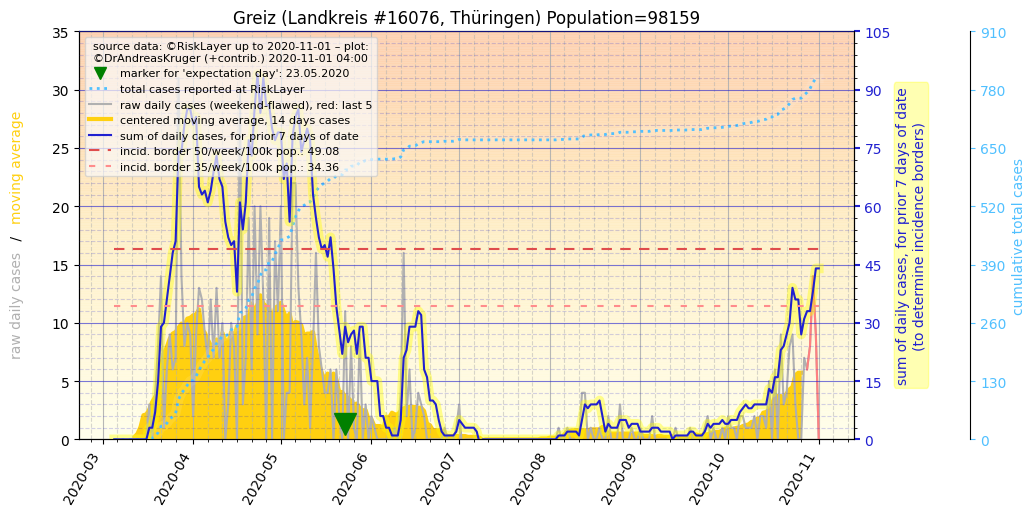 Greiz (Landkreis #16076, Thüringen) Population=98159
source data: ©RiskLayer up to 2020-11-01 – plot:
©DrAndreasKruger (+contrib.) 2020-11-01 04:00
marker for 'expectation day': 23.05.2020
total cases reported at RiskLayer
raw daily cases (weekend-flawed), red: last 5
centered moving average, 14 days cases
sum of daily cases, for prior 7 days of date
incid. border 50/week/100k pop.: 49.08
incid. border 35/week/100k pop.: 34.36
raw daily cases / moving average
35
30
25
20
15
10
5
0
2020-03
2020-04
2020-05
2020-06
2020-07
2020-08
2020-09
2020-10
2020-11
105
90
75
60
45
30
15
0
sum of daily cases, for prior 7 days of date
(to determine incidence borders)
910
780
650
520
390
260
130
0
cumulative total cases